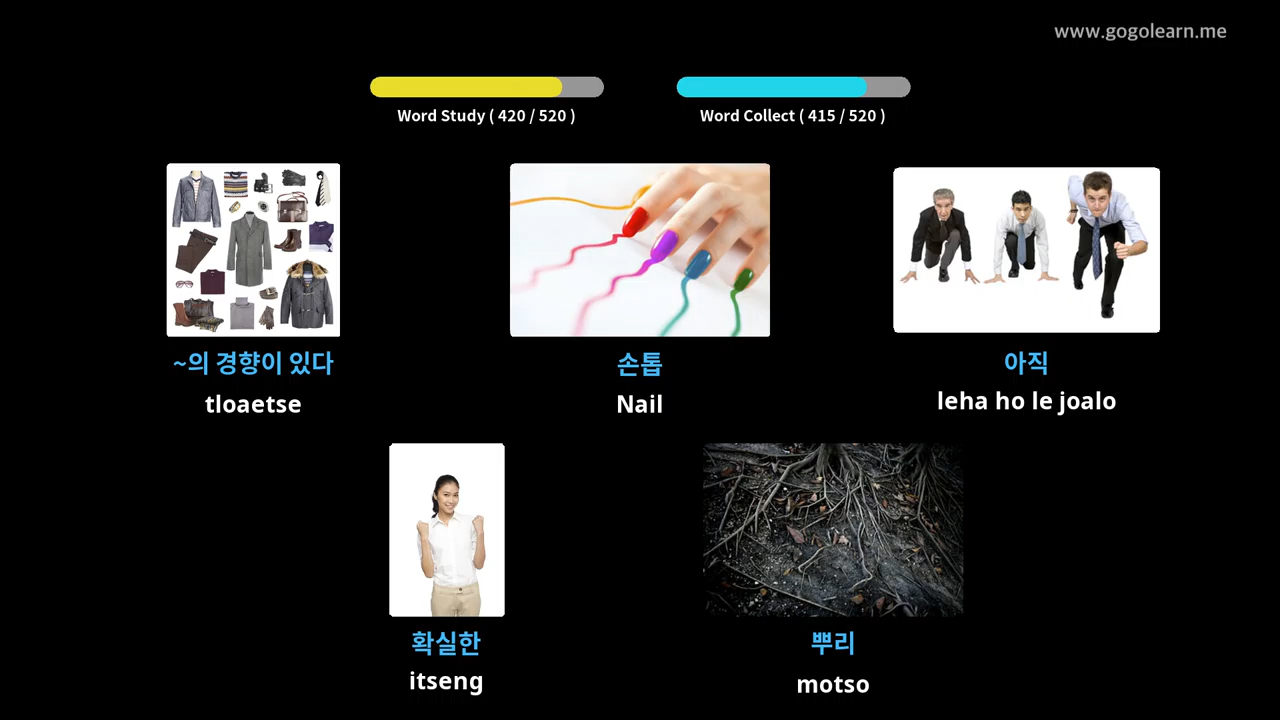 www.gogolearn.me
Word Study ( 420 / 520 )
Word Collect ( 415 / 520 )
~의 경향이 있다
tloaetse
손톱
Nail
아직
leha ho le joalo
확실한
itseng
뿌리
motso